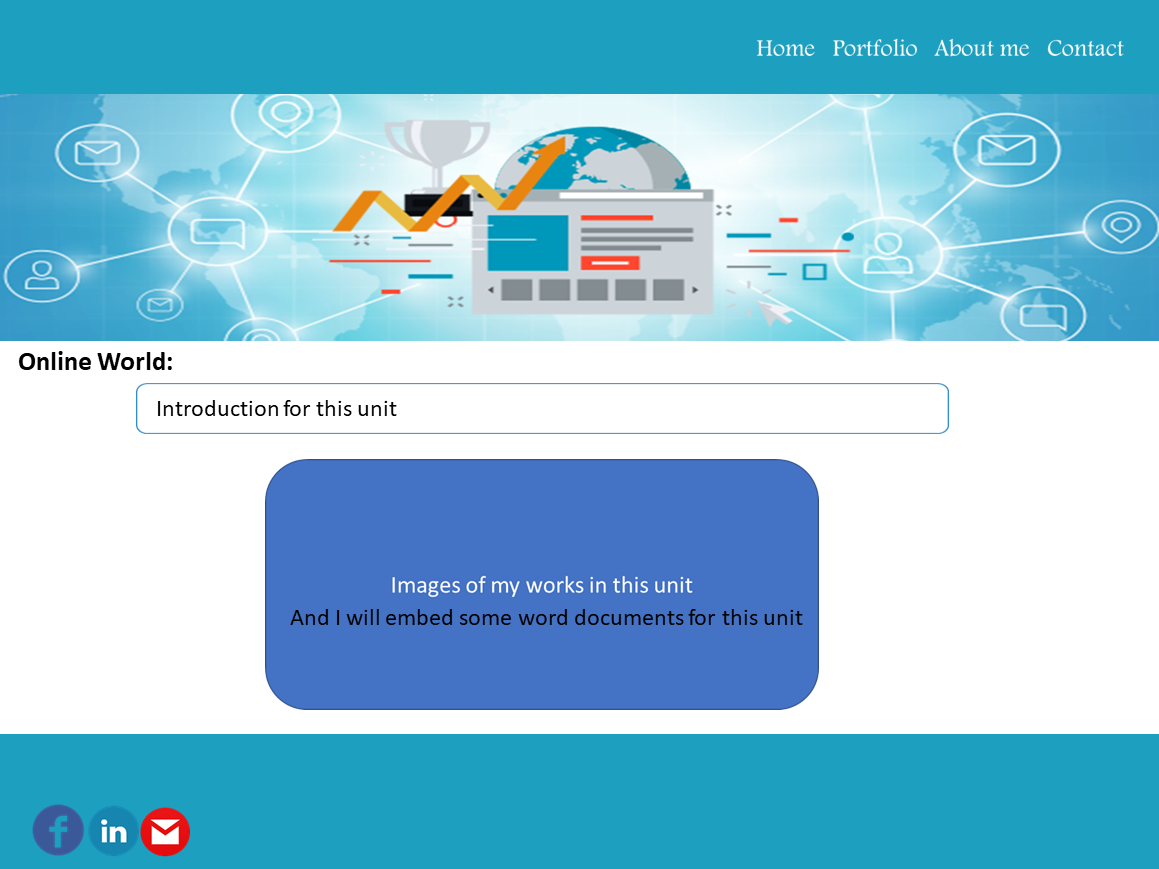 Home Portfolio About me Contact
Online World:
Introduction for this unit
Images of my works in this unit
And I will embed some word documents for this unit
f in